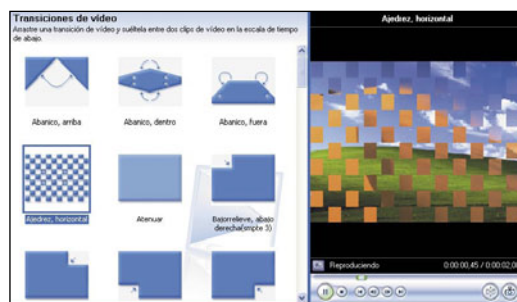 Transiciones de vídeo
Arrastre una transición de vídeo y suéltela entre dos clips de vídeo en la escala de tiempo
de abajo.
Abanico, arriba
Abanico, dentro
Abanico, fuera
Ajedrez, horizontal
Atenuar
Bajorrelieve, abajo
derecha(smpte 3)
Ajedrez, horizontal
Reproduciendo
0:00:00,45 / 0:00:02,00